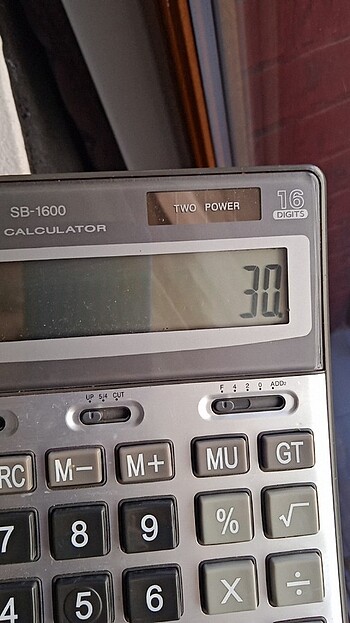 SB-1600
TWO POWER
16
DIGITS
CALCULATOR
30.
UP 5/4 CUT
F 4 2 0 ADD2
RC M− M+ MU GT
7 8 9 % √
4 5 6 X ÷